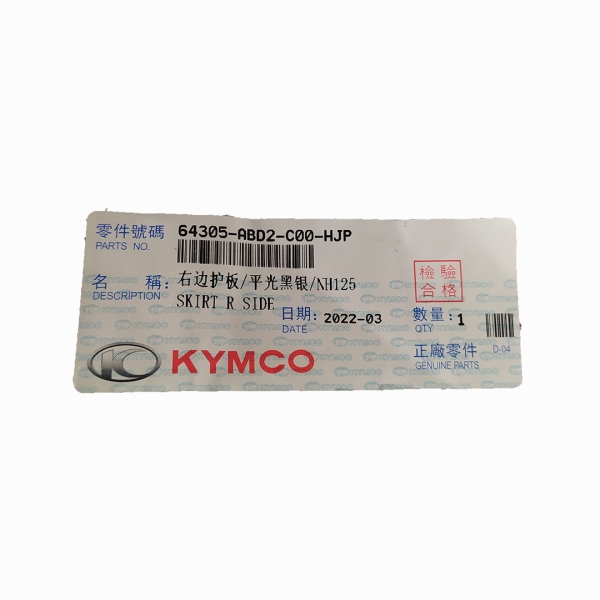 零件號碼 64305-ABD2-C00-HJP
PARTS NO.
名 稱: 右边护板/平光黑银/NH125
DESCRIPTION SKIRT R SIDE
檢驗
合格
日期: 2022-03
DATE
數量: 1
QTY
KC KYMCO
正廠零件 D-04
GENUINE PARTS